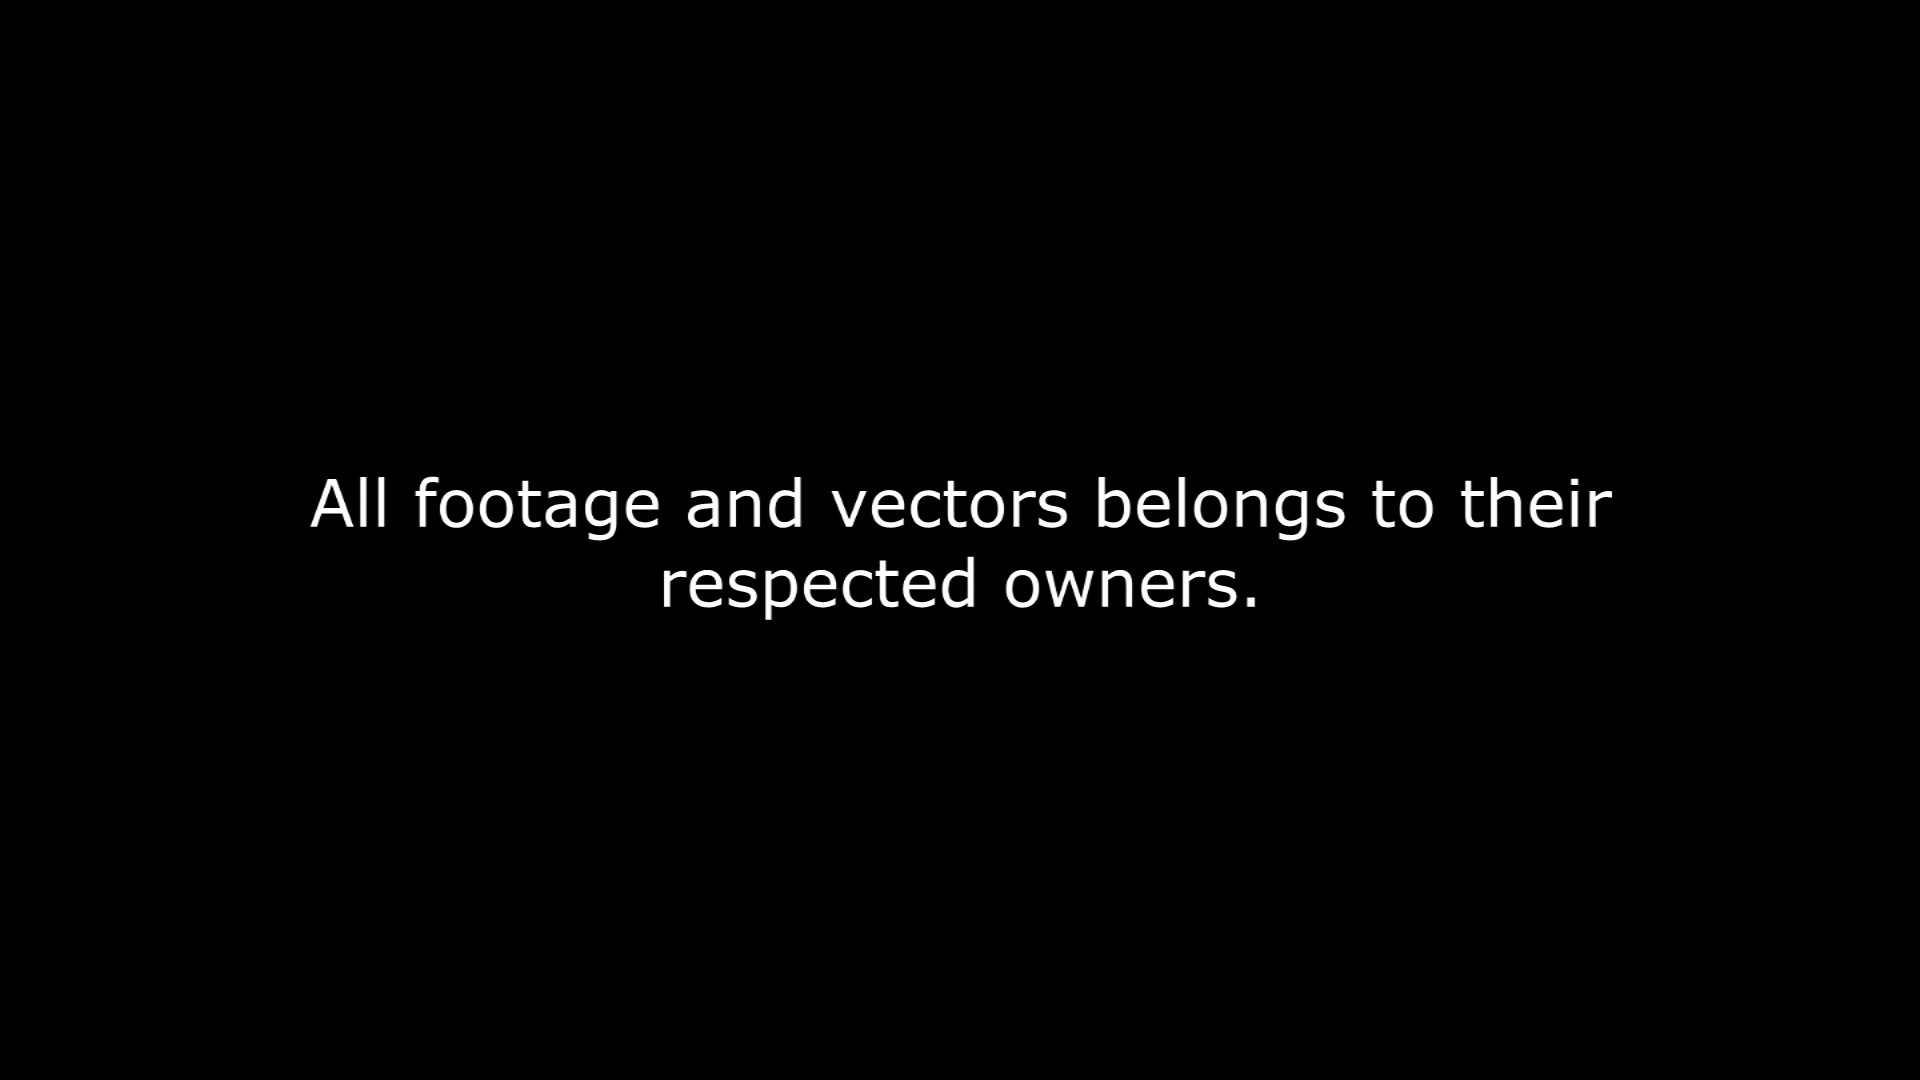 All footage and vectors belongs to their
respected owners.